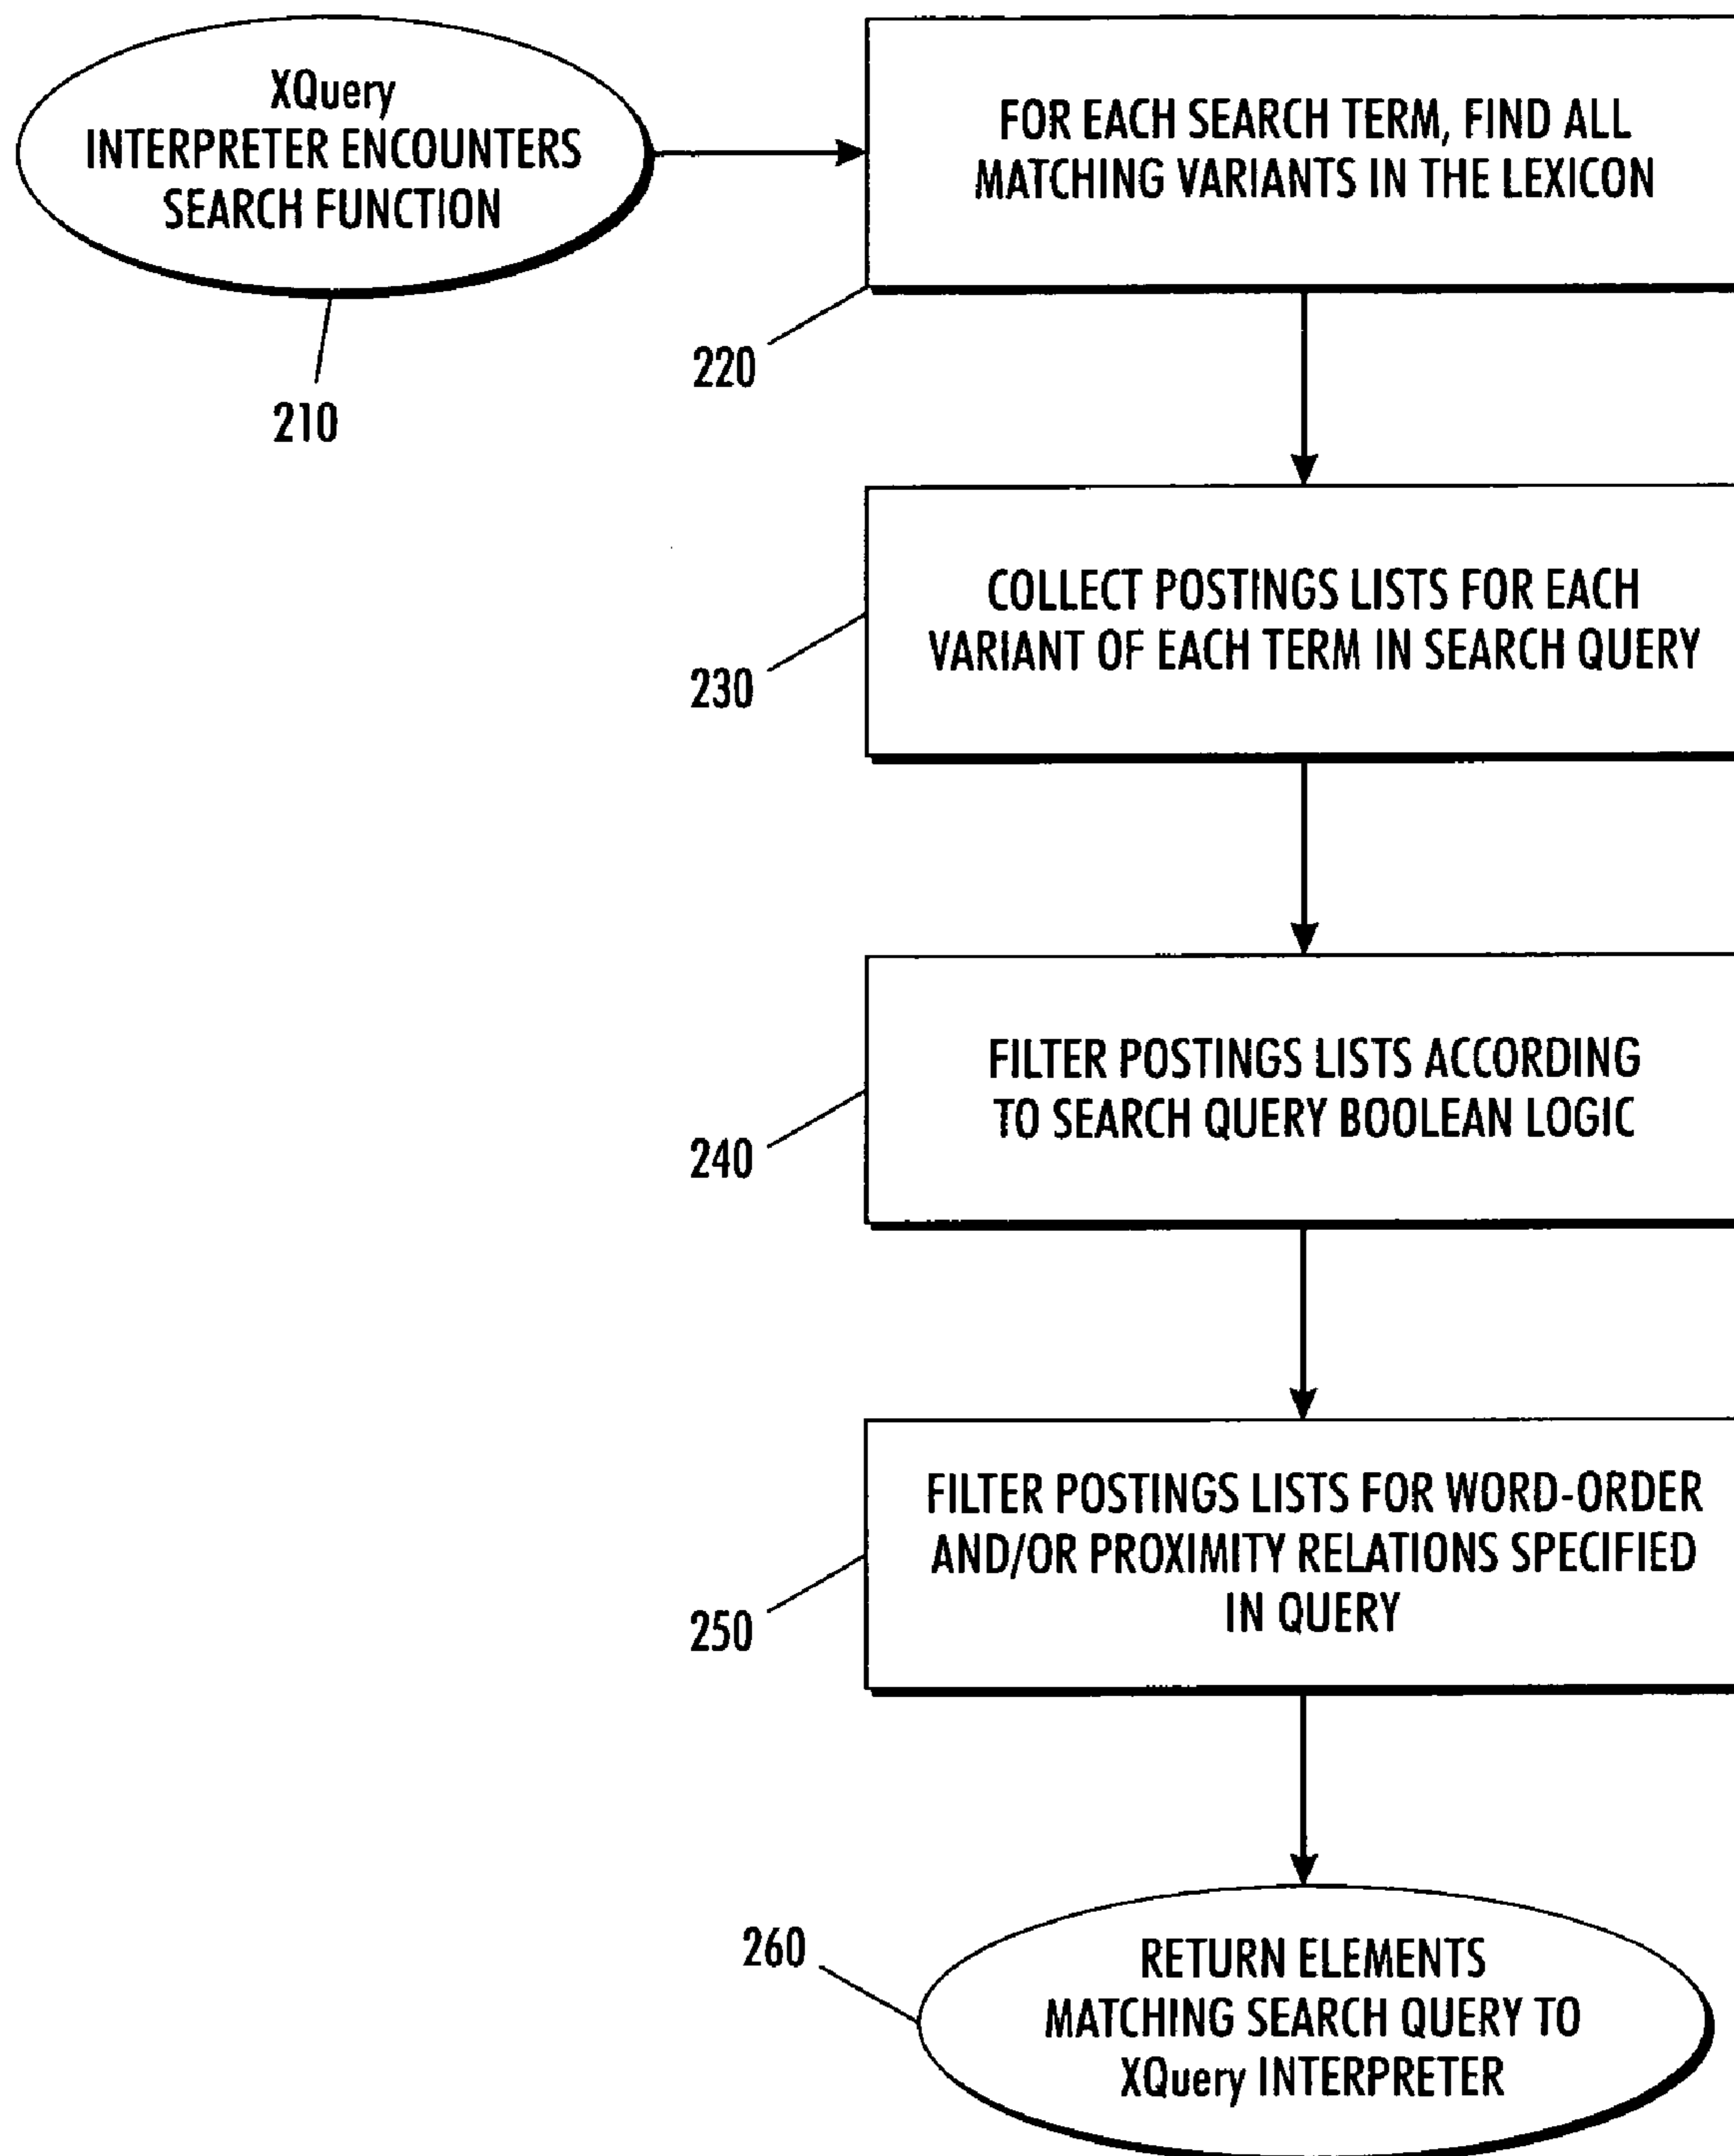 XQuery
INTERPRETER ENCOUNTERS
SEARCH FUNCTION
210
FOR EACH SEARCH TERM, FIND ALL
MATCHING VARIANTS IN THE LEXICON
220
COLLECT POSTINGS LISTS FOR EACH
VARIANT OF EACH TERM IN SEARCH QUERY
230
FILTER POSTINGS LISTS ACCORDING
TO SEARCH QUERY BOOLEAN LOGIC
240
FILTER POSTINGS LISTS FOR WORD-ORDER
AND/OR PROXIMITY RELATIONS SPECIFIED
IN QUERY
250
RETURN ELEMENTS
MATCHING SEARCH QUERY TO
XQuery INTERPRETER
260